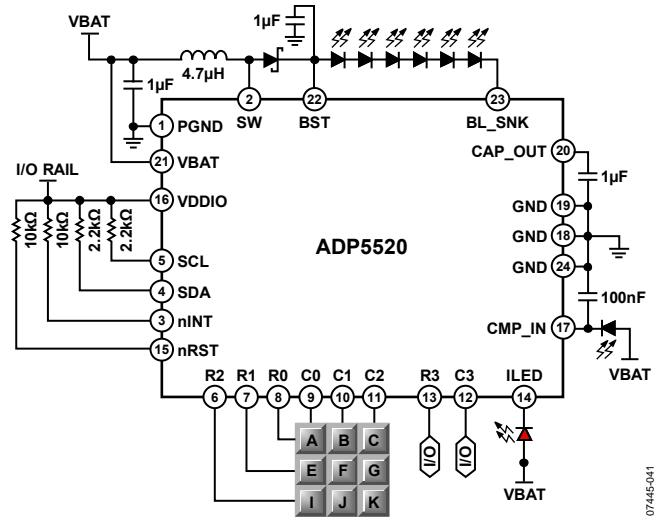 VBAT
1µF
4.7µH
1µF
2
22
23
SW
BST
BL_SNK
1
PGND
21
VBAT
I/O RAIL
16
VDDIO
10kΩ
10kΩ
2.2kΩ
2.2kΩ
5
SCL
4
SDA
3
nINT
15
nRST
ADP5520
CAP_OUT
20
1µF
GND
19
GND
18
GND
24
100nF
CMP_IN
17
VBAT
R2
R1
R0
C0
C1
C2
R3
C3
ILED
6
7
8
9
10
11
13
12
14
A
B
C
E
F
G
I
J
K
I/O
I/O
VBAT
07445-041